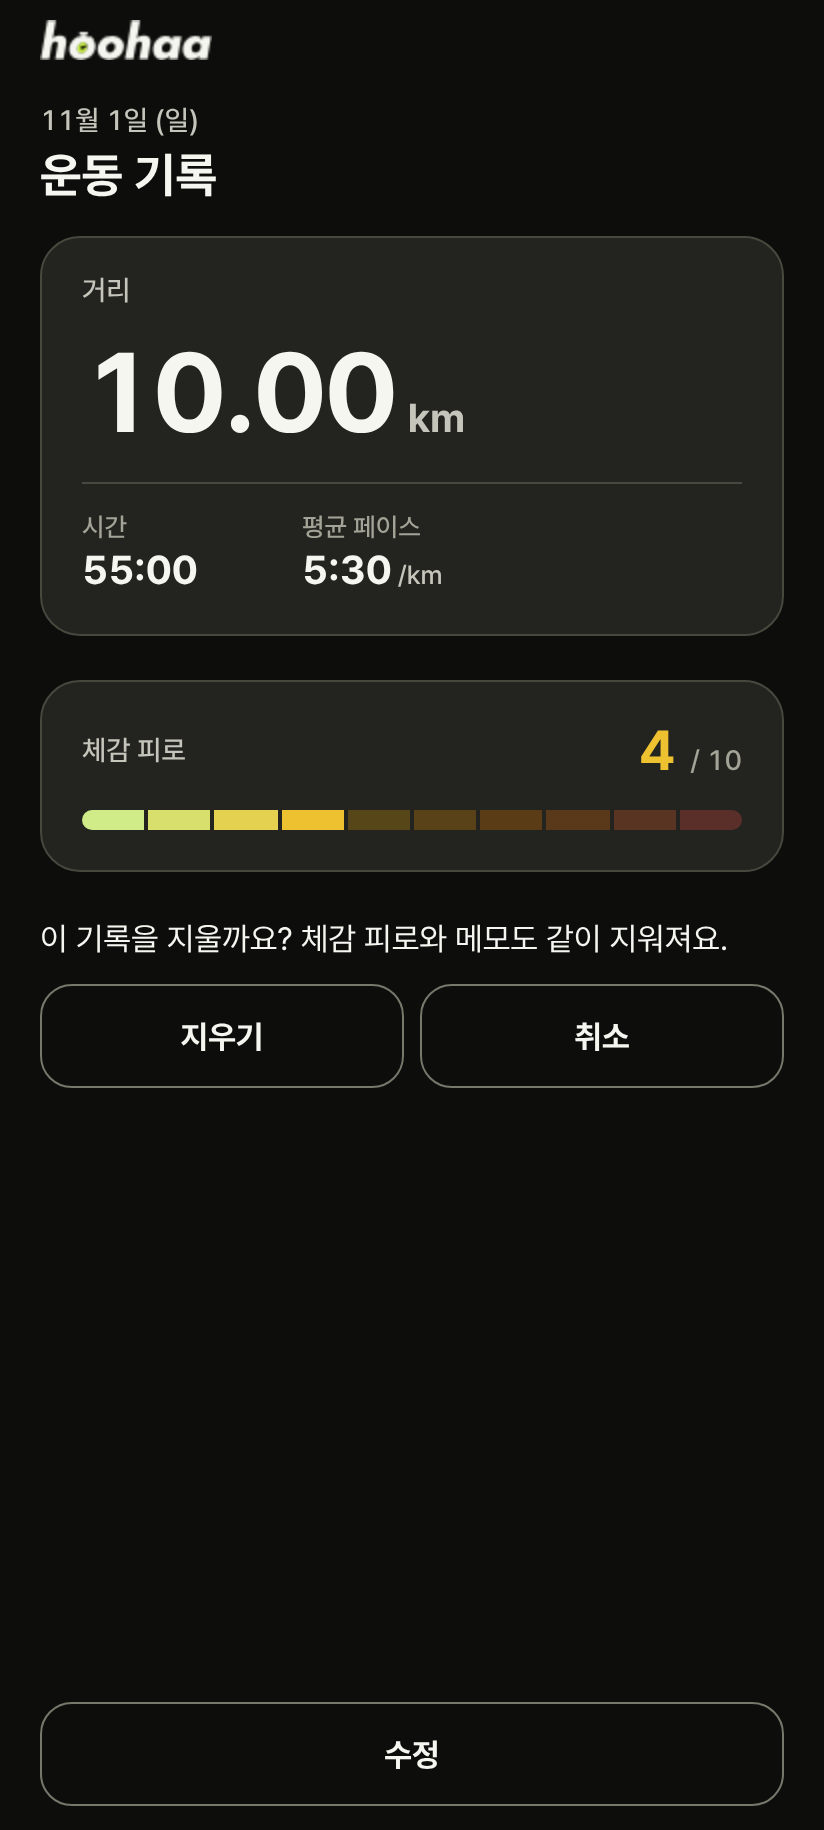 hoohaa
11월 1일 (일)
운동 기록
거리
10.00 km
시간 평균 페이스
55:00 5:30 /km
체감 피로 4 / 10
이 기록을 지울까요? 체감 피로와 메모도 같이 지워져요.
지우기 취소
수정